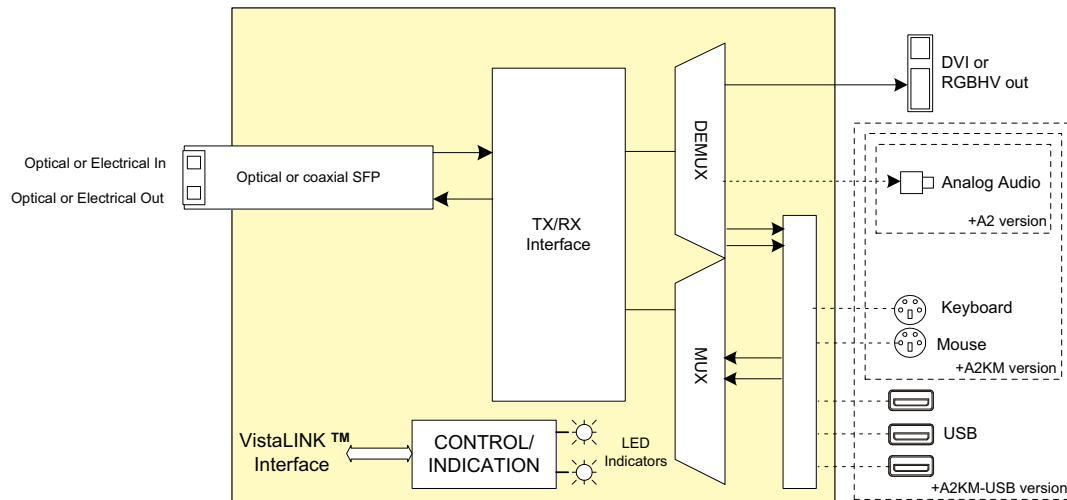 DVI or
RGBHV out
DEMUX
Optical or Electrical In
Optical or Electrical Out
Optical or coaxial SFP
TX/RX
Interface
Analog Audio
+A2 version
Keyboard
Mouse
+A2KM version
MUX
VistaLINK ™
Interface
CONTROL/
INDICATION
LED
Indicators
USB
+A2KM-USB version